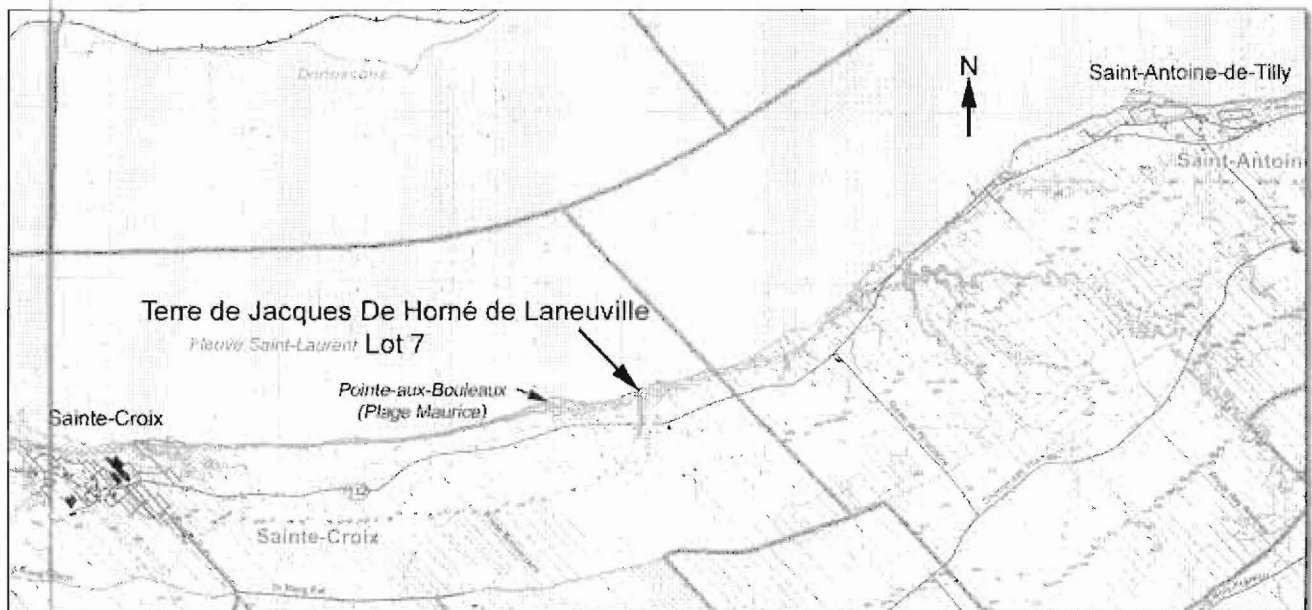 Donnacona
N
Saint-Antoine-de-Tilly
Saint-Antoin
Terre de Jacques De Horné de Laneuville
Fleuve Saint-Laurent Lot 7
Pointe-aux-Bouleaux
(Plage Maurice)
Sainte-Croix
Sainte-Croix